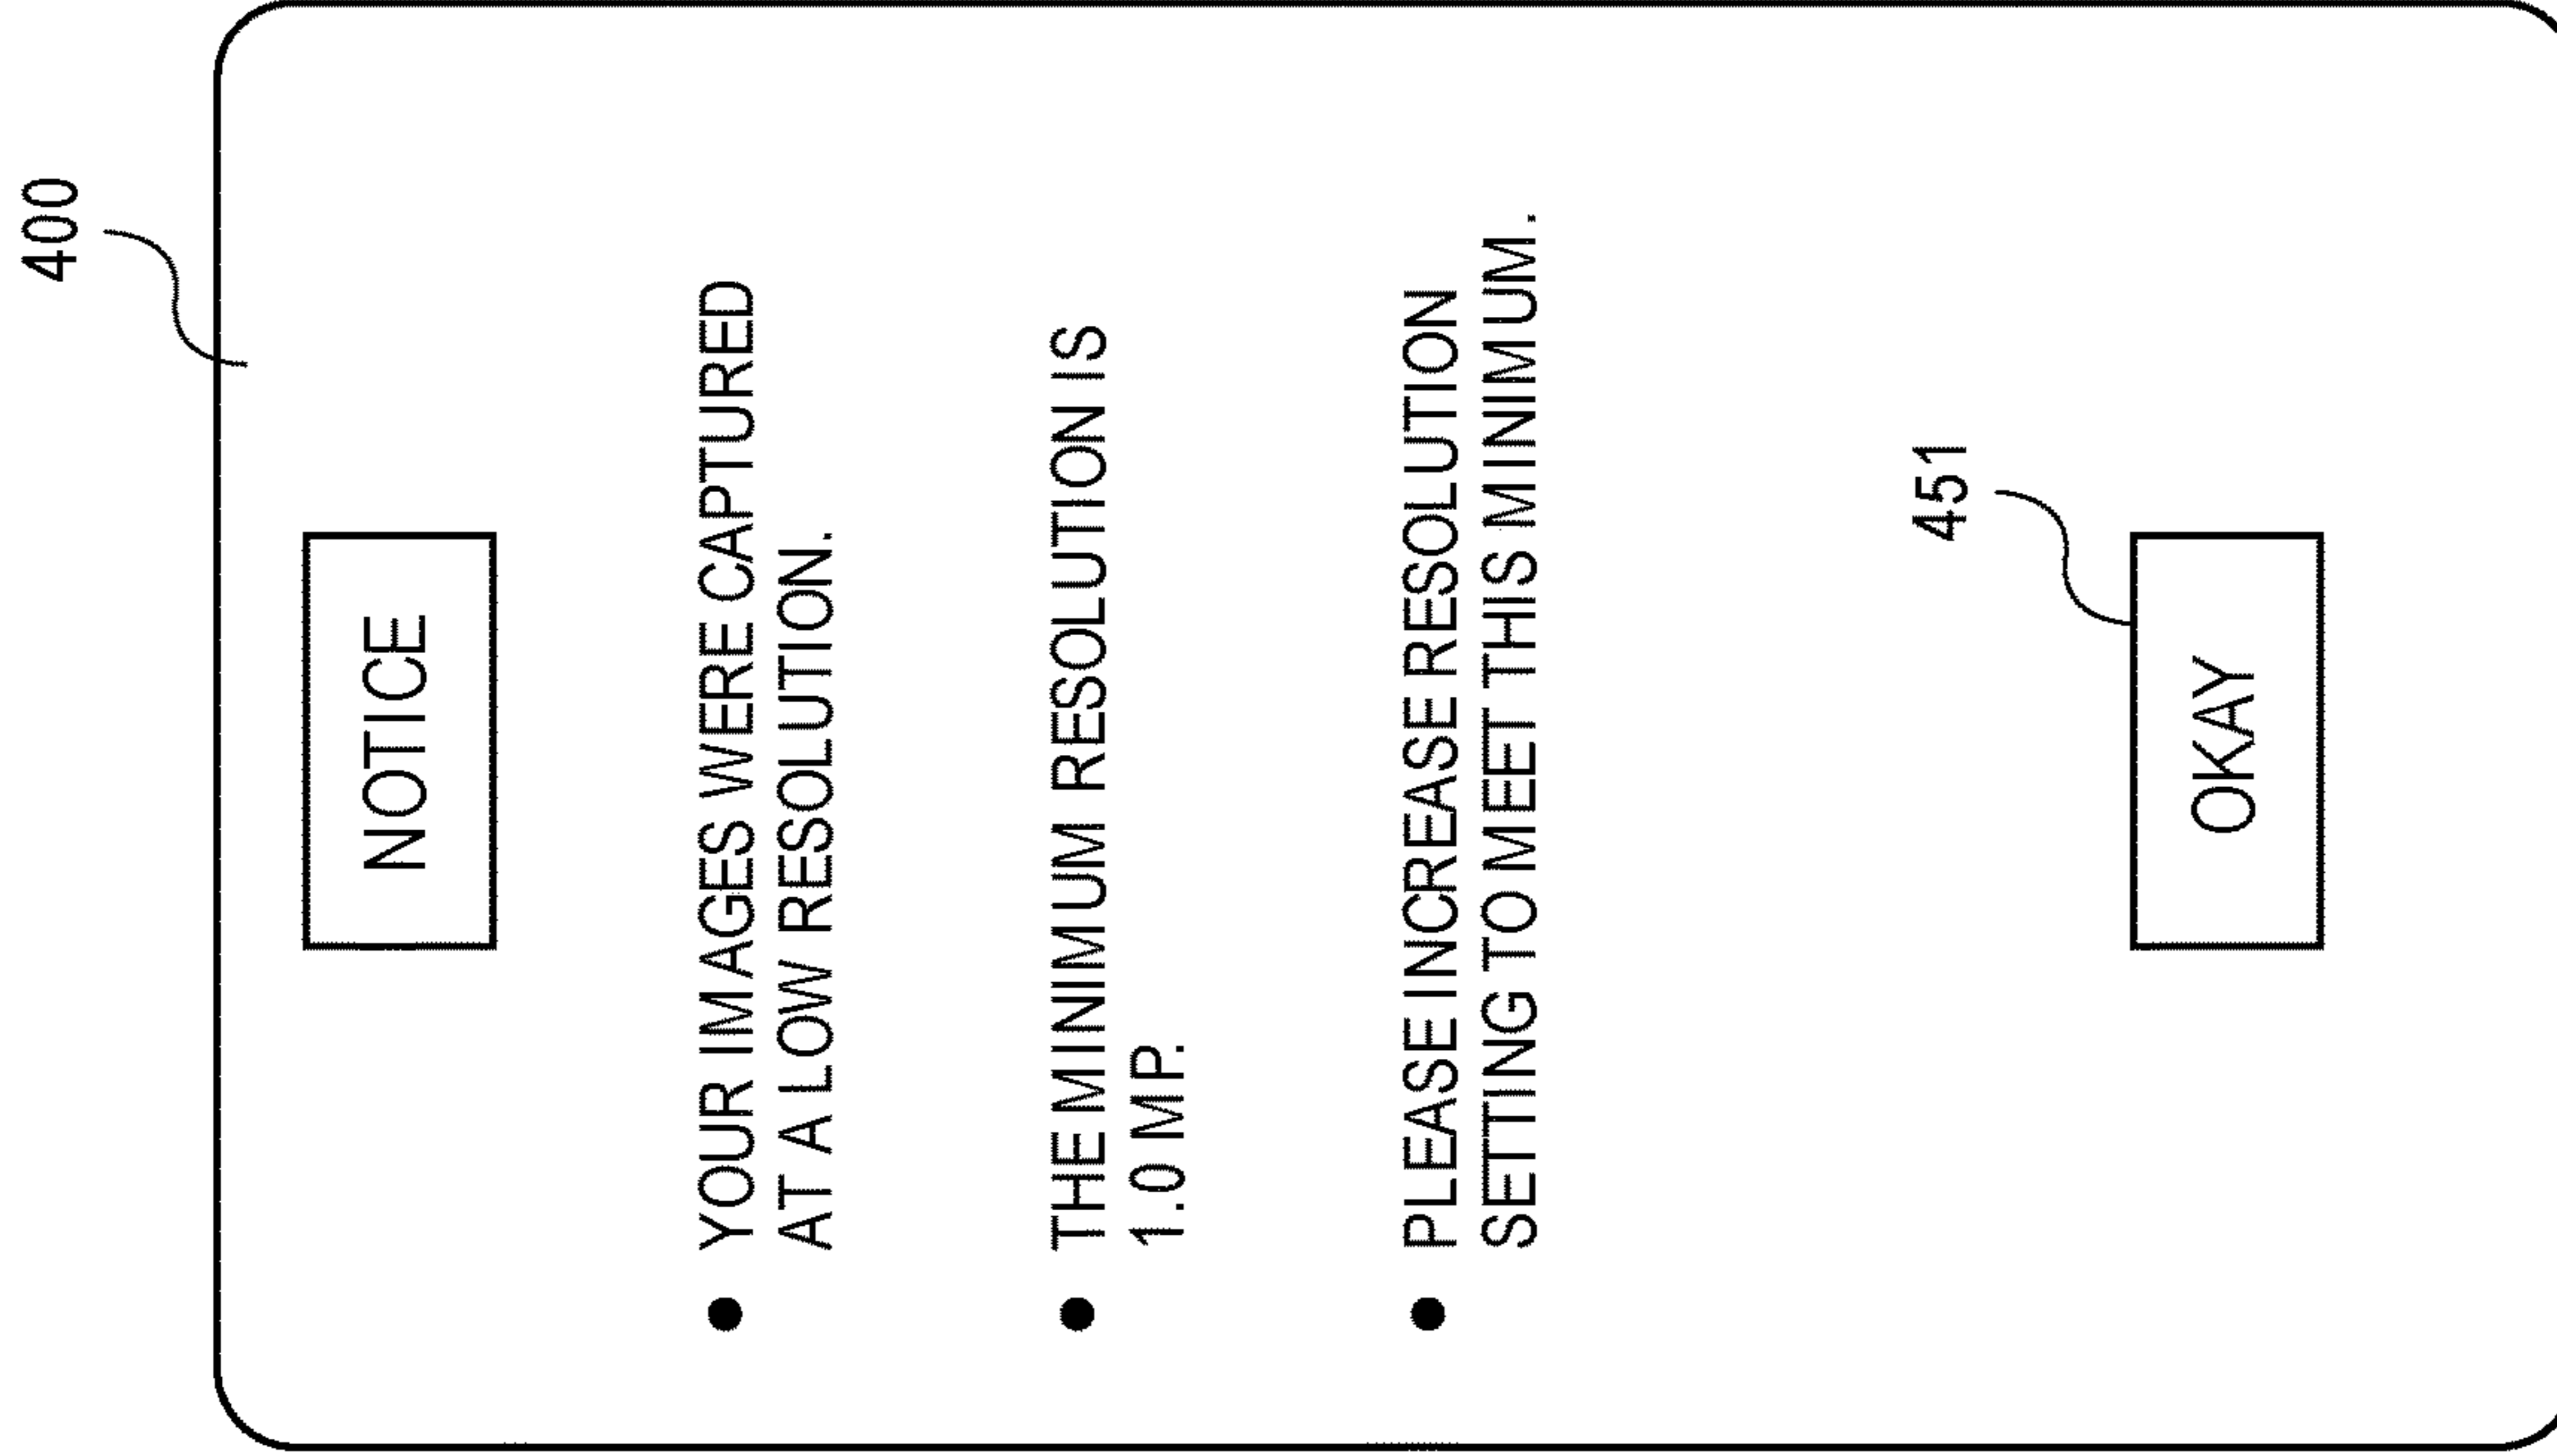 400
NOTICE
● YOUR IMAGES WERE CAPTURED
AT A LOW RESOLUTION.
● THE MINIMUM RESOLUTION IS
1.0 MP.
● PLEASE INCREASE RESOLUTION
SETTING TO MEET THIS MINIMUM.
451
OKAY